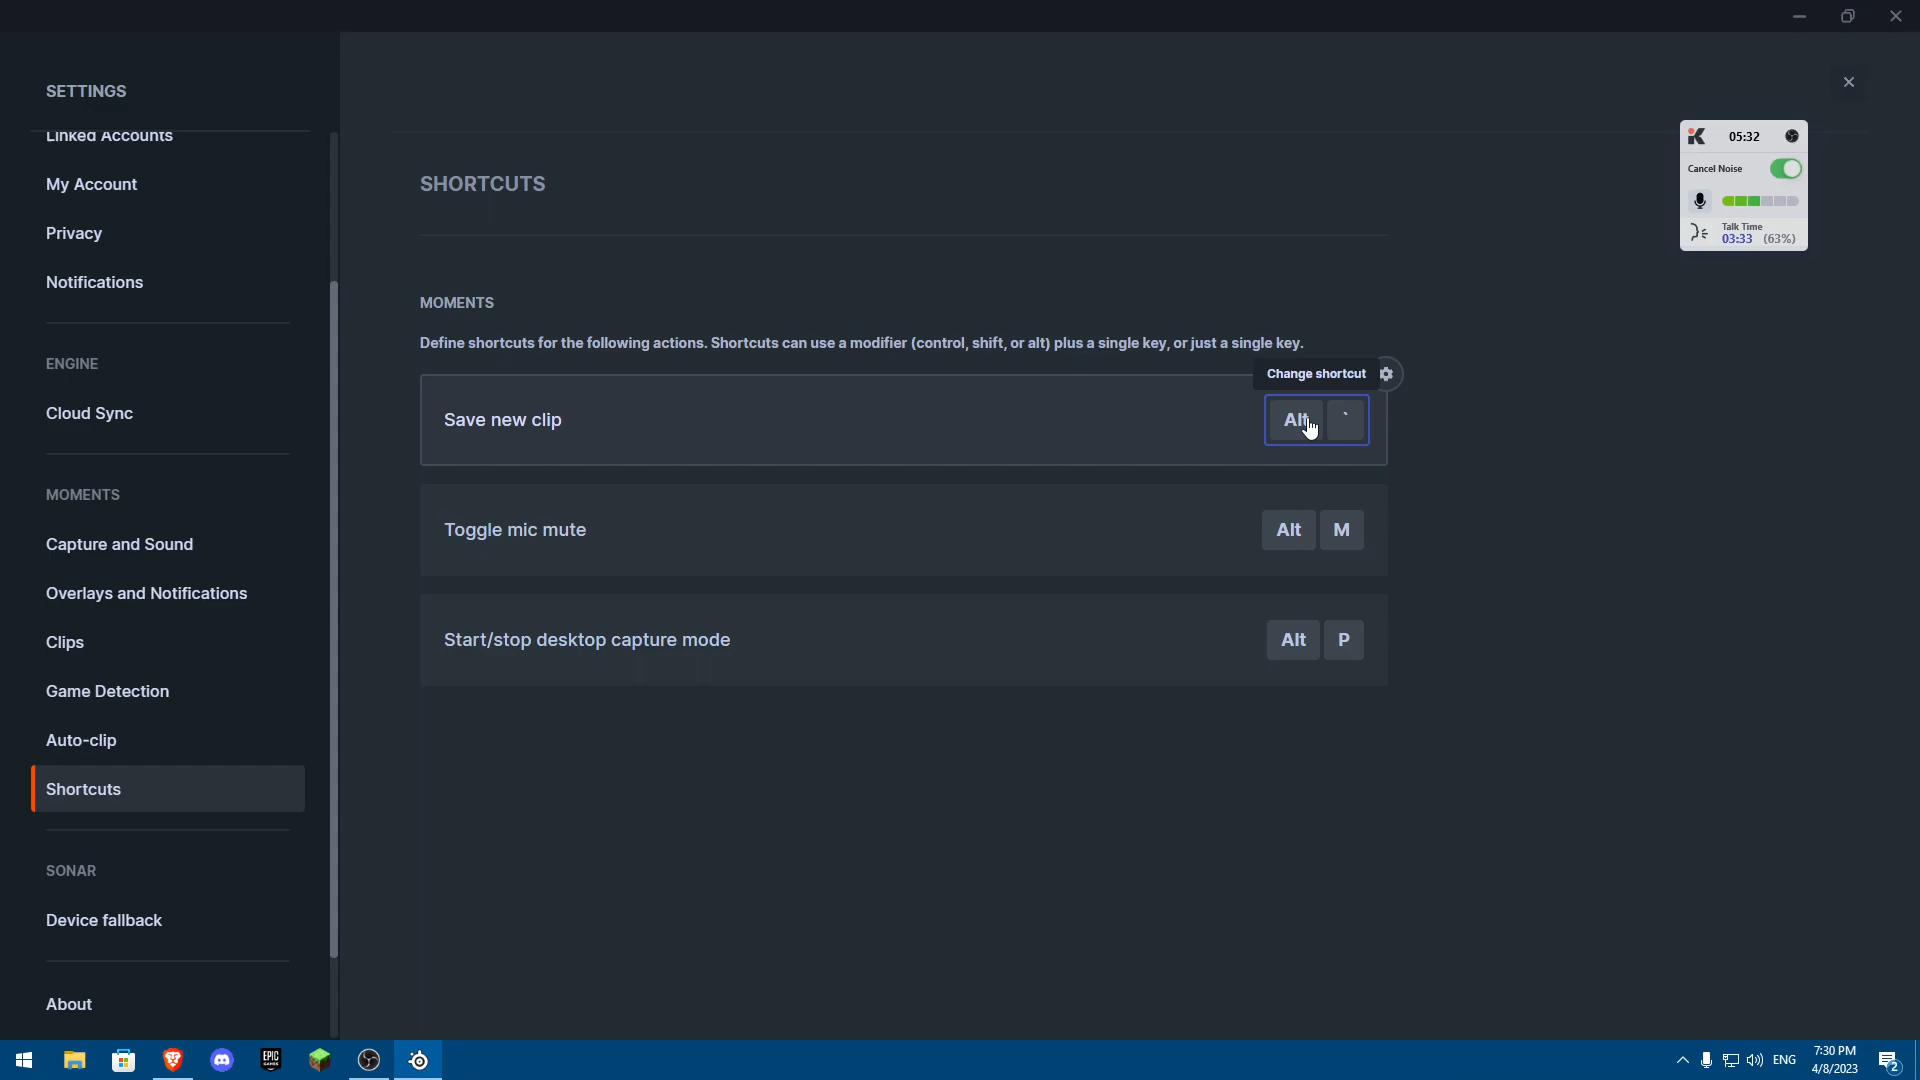 SETTINGS
Linked Accounts
My Account
Privacy
Notifications
ENGINE
Cloud Sync
MOMENTS
Capture and Sound
Overlays and Notifications
Clips
Game Detection
Auto-clip
Shortcuts
SONAR
Device fallback
About
SHORTCUTS
MOMENTS
Define shortcuts for the following actions. Shortcuts can use a modifier (control, shift, or alt) plus a single key, or just a single key.
Change shortcut
Save new clip Alt `
Toggle mic mute Alt M
Start/stop desktop capture mode Alt P
05:32
Cancel Noise
Talk Time
03:33 (63%)
EPIC
GAMES
ENG
7:30 PM
4/8/2023
2